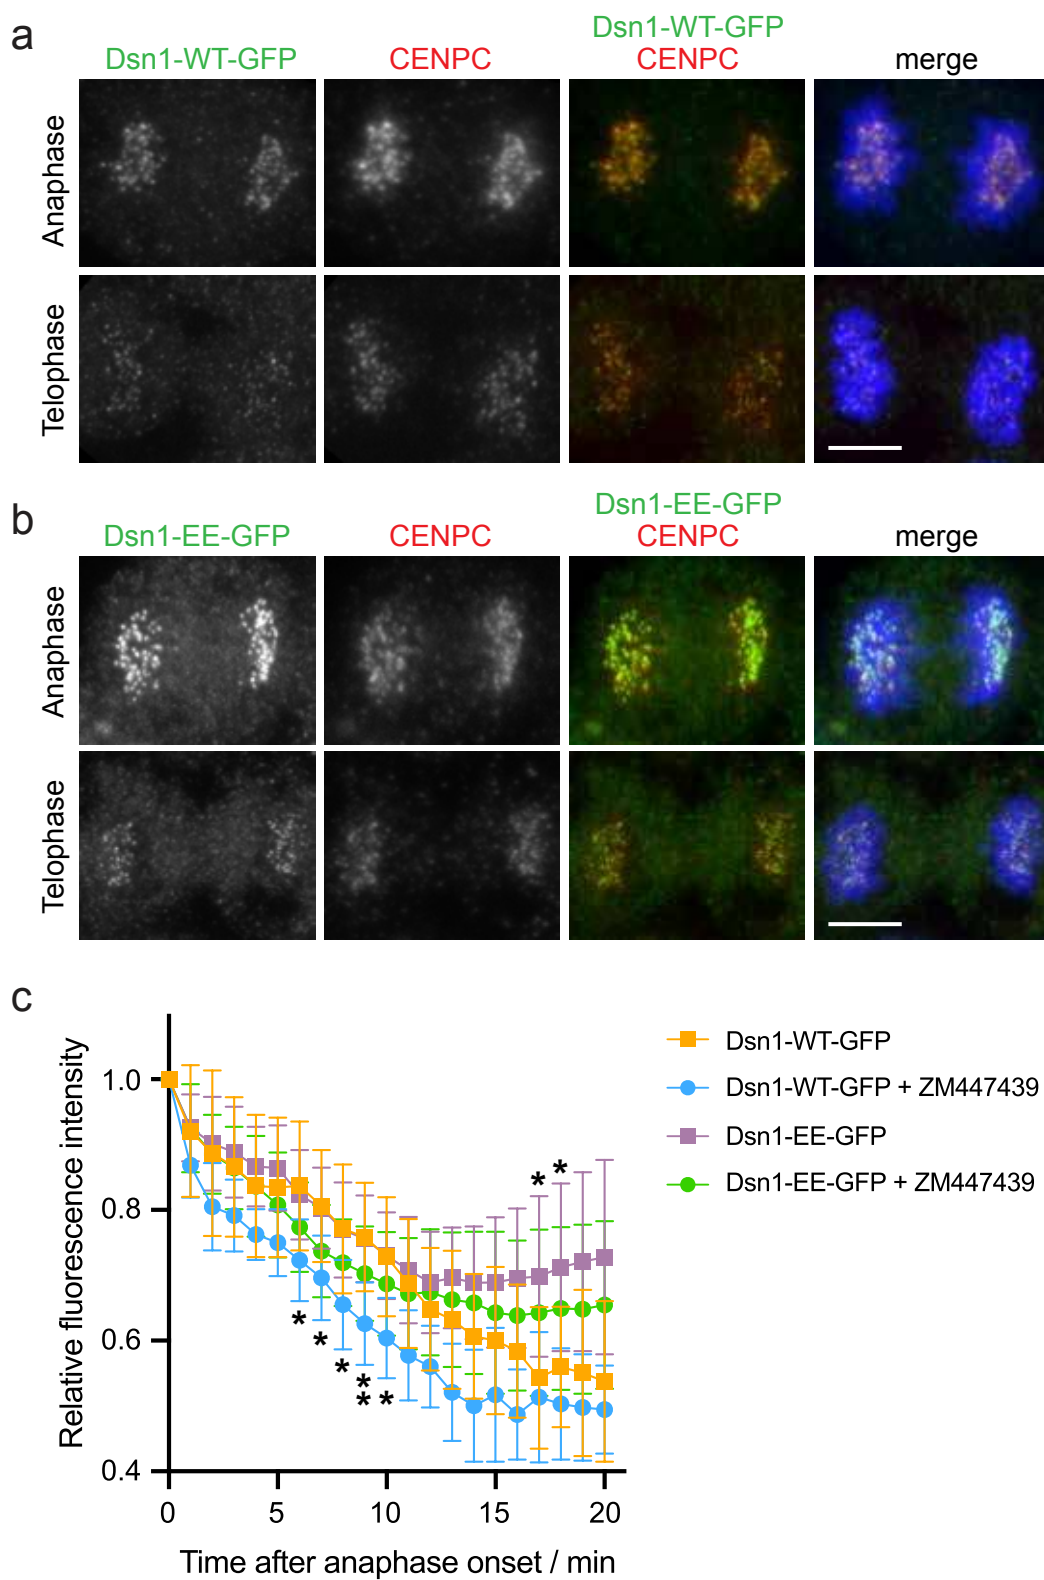 a
Dsn1-WT-GFP
CENPC
Dsn1-WT-GFP
CENPC
merge
Anaphase
Telophase
b
Dsn1-EE-GFP
CENPC
Dsn1-EE-GFP
CENPC
merge
Anaphase
Telophase
c
Relative fluorescence intensity
1.0
0.8
0.6
0.4
0
5
10
15
20
Time after anaphase onset / min
*
*
*
*
*
*
*
*
Dsn1-WT-GFP
Dsn1-WT-GFP + ZM447439
Dsn1-EE-GFP
Dsn1-EE-GFP + ZM447439